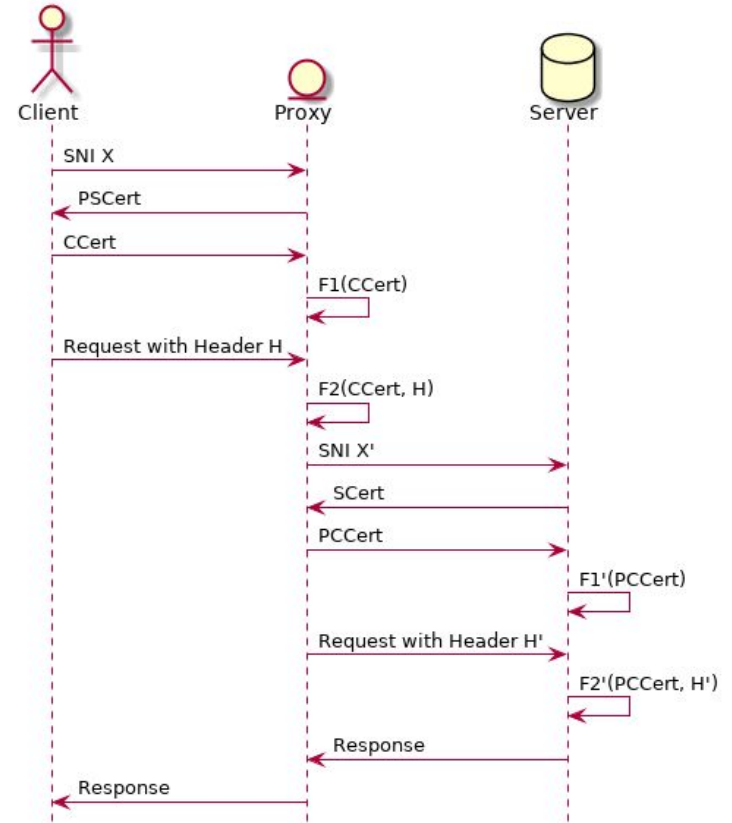 Client
Proxy
Server
SNI X
PSCert
CCert
F1(CCert)
Request with Header H
F2(CCert, H)
SNI X'
SCert
PCCert
F1'(PCCert)
Request with Header H'
F2'(PCCert, H')
Response
Response